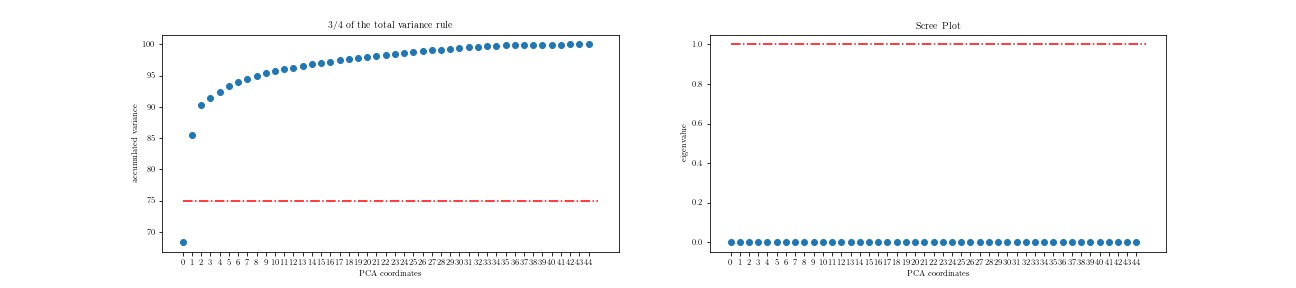 3/4 of the total variance rule
accumulated variance
100
95
90
85
80
75
70
0 1 2 3 4 5 6 7 8 9 10 11 12 13 14 15 16 17 18 19 20 21 22 23 24 25 26 27 28 29 30 31 32 33 34 35 36 37 38 39 40 41 42 43 44
PCA coordinates
Scree Plot
eigenvalue
1.0
0.8
0.6
0.4
0.2
0.0
0 1 2 3 4 5 6 7 8 9 10 11 12 13 14 15 16 17 18 19 20 21 22 23 24 25 26 27 28 29 30 31 32 33 34 35 36 37 38 39 40 41 42 43 44
PCA coordinates